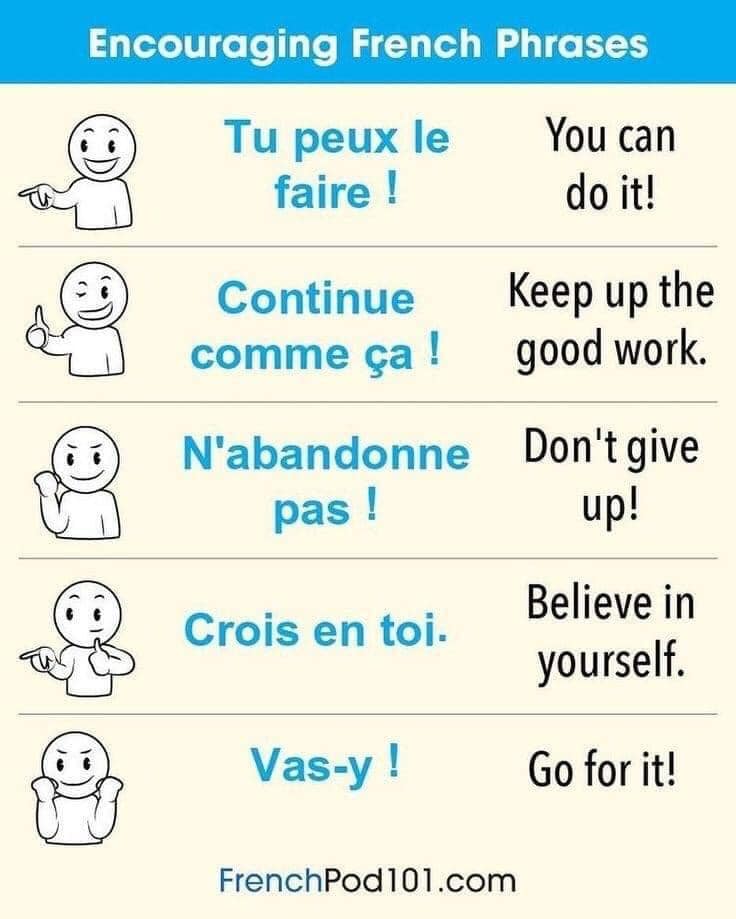 Encouraging French Phrases
Tu peux le
faire !
You can
do it!
Continue
comme ça !
Keep up the
good work.
N'abandonne
pas !
Don't give
up!
Crois en toi.
Believe in
yourself.
Vas-y !
Go for it!
FrenchPod101.com